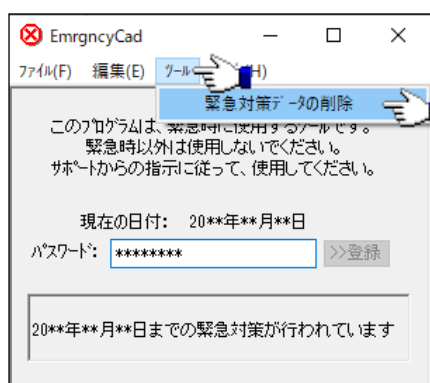 EmrgncyCad
ファイル(F) 編集(E) ツール H)
緊急対策データの削除
このプログラムは、緊急時に使用するツールです。
緊急時以外は使用しないでください。
サポートからの指示に従って、使用してください。
現在の日付: 20**年**月**日
パスワード: ******** >>登録
20**年**月**日までの緊急対策が行われています